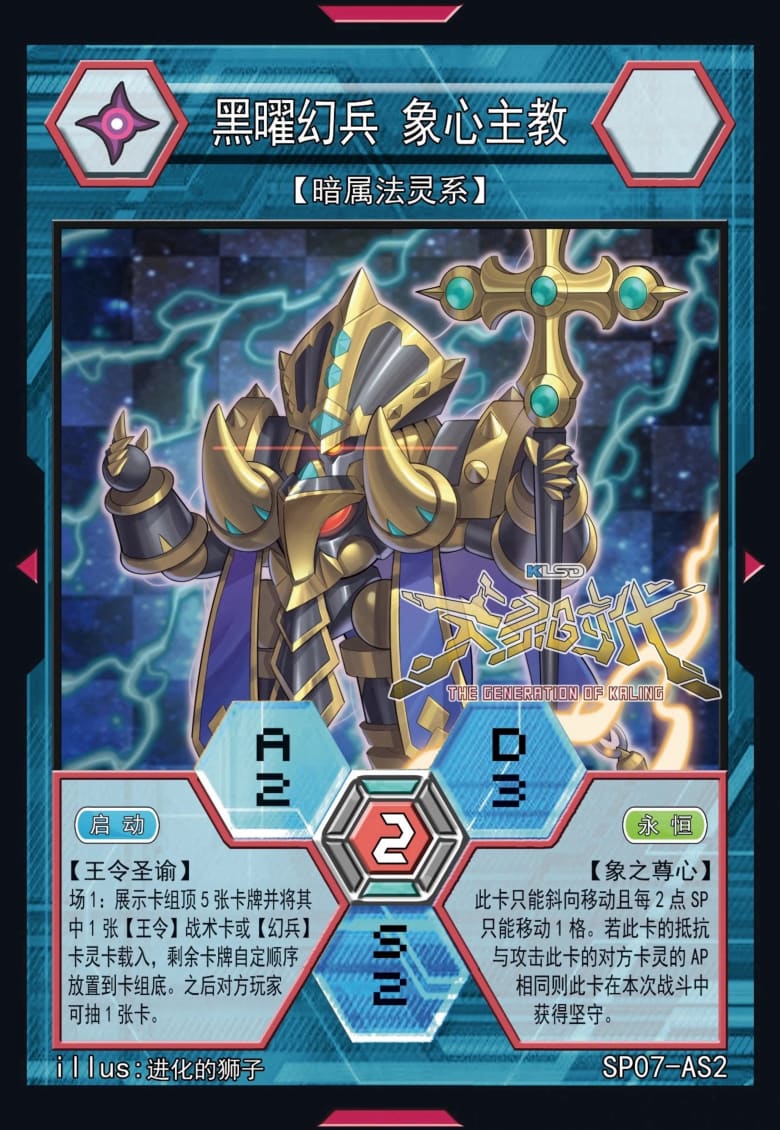 黑曜幻兵 象心主教
【暗属法灵系】
KLSD
卡灵时代
THE GENERATION OF KALING
A
2
D
3
2
S
2
启动
【王令圣谕】
场1：展示卡组顶5张卡牌并将其
中1张【王令】战术卡或【幻兵】
卡灵卡载入，剩余卡牌自定顺序
放置到卡组底。之后对方玩家
可抽1张卡。
永恒
【象之尊心】
此卡只能斜向移动且每2点SP
只能移动1格。若此卡的抵抗
与攻击此卡的对方卡灵的AP
相同则此卡在本次战斗中
获得坚守。
illus:进化的狮子
SP07-AS2